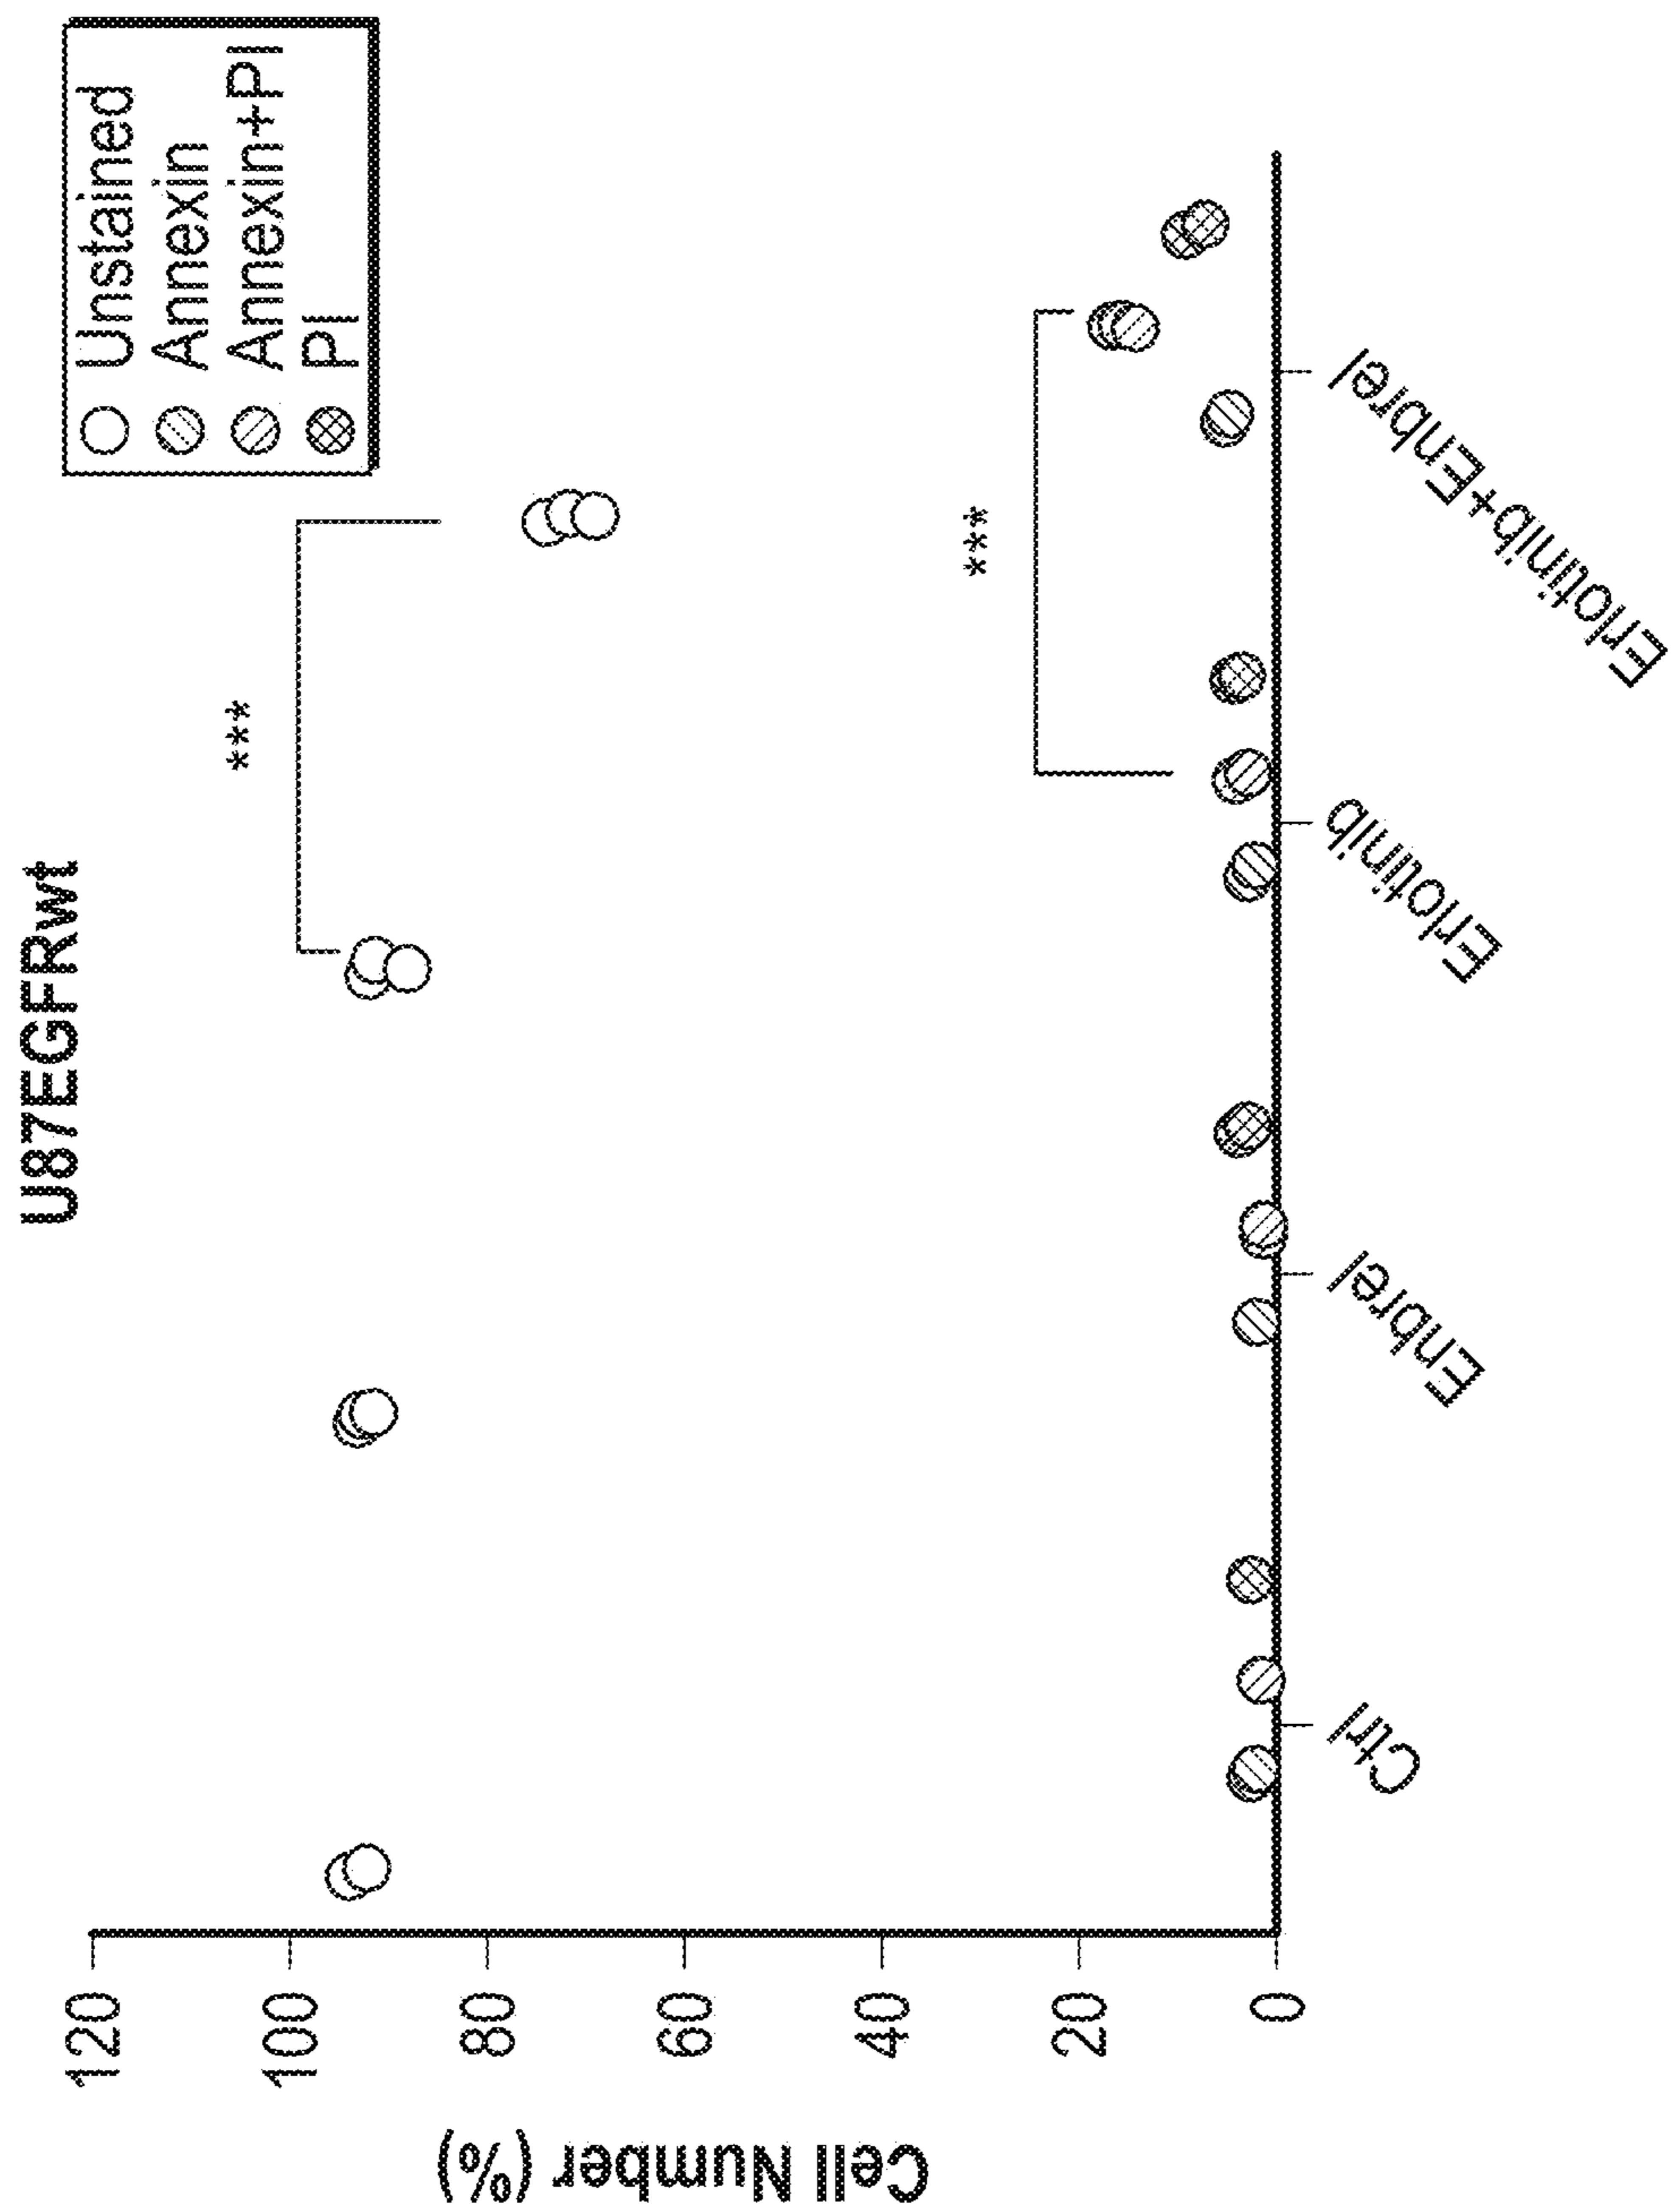 U87EGFRwt
Unstained
Annexin
Annexin+PI
PI
Cell Number (%)
120
100
80
60
40
20
0
***
***
Ctrl
Enbrel
Erlotinib
Erlotinib+Enbrel